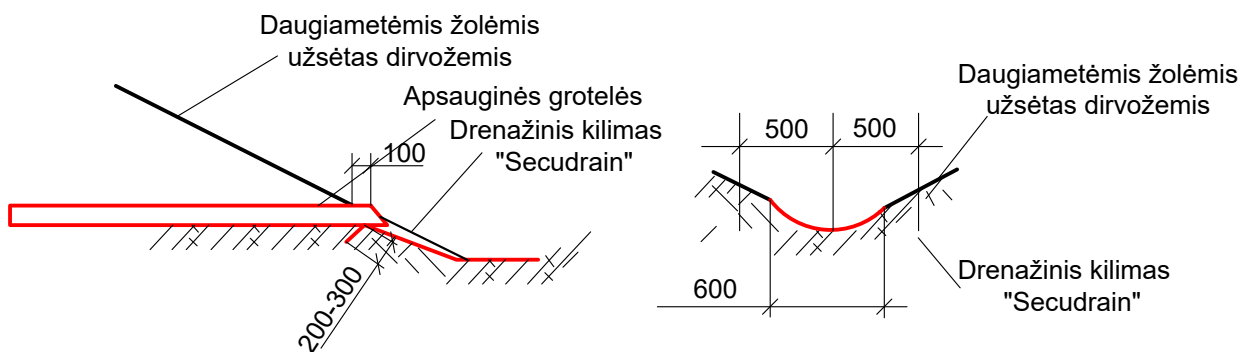 Daugiametėmis žolėmis
užsėtas dirvožemis
Apsauginės grotelės
Drenažinis kilimas
"Secudrain"
100
200-300
Daugiametėmis žolėmis
užsėtas dirvožemis
500
500
600
Drenažinis kilimas
"Secudrain"